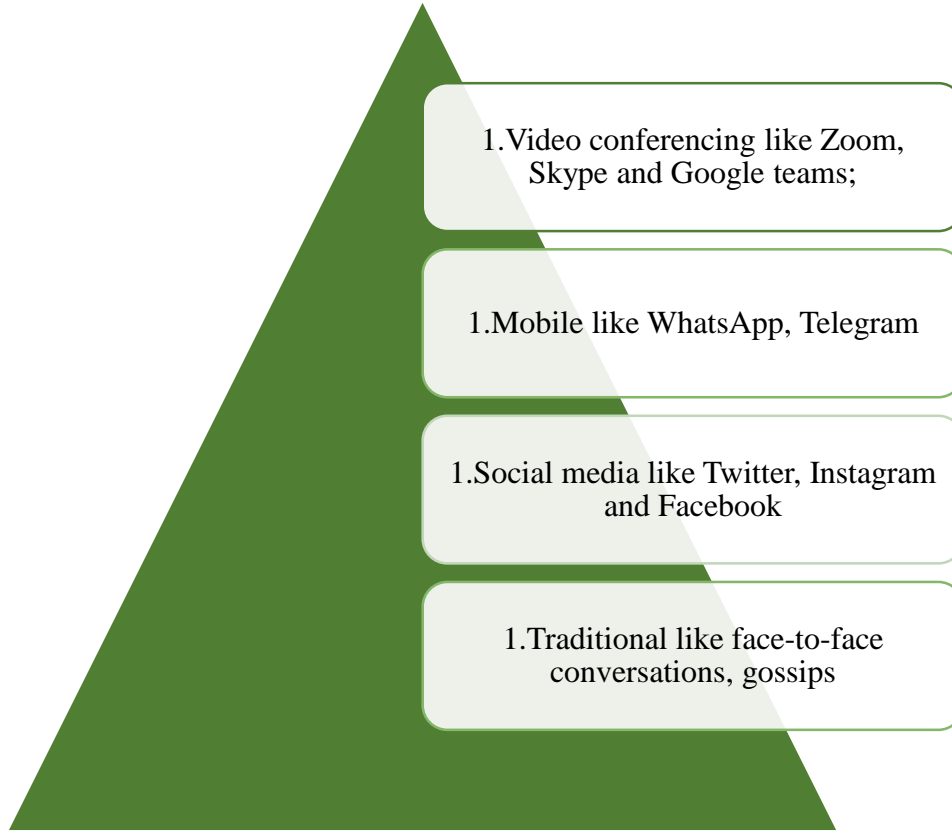 1.Video conferencing like Zoom,
Skype and Google teams;
1.Mobile like WhatsApp, Telegram
1.Social media like Twitter, Instagram
and Facebook
1.Traditional like face-to-face
conversations, gossips